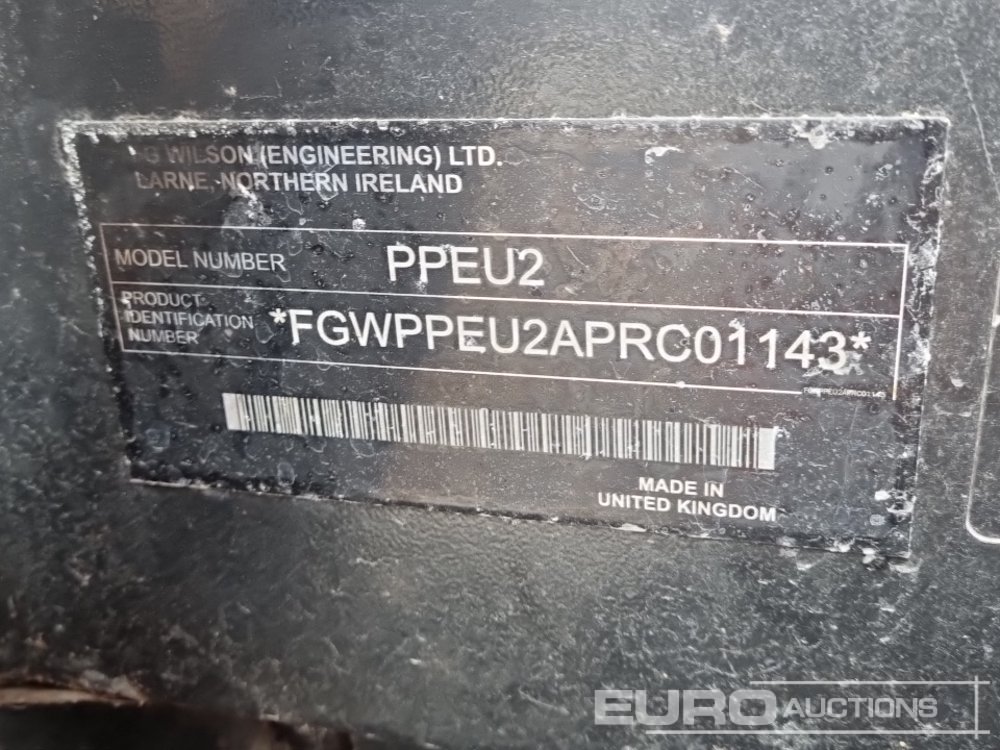 G WILSON (ENGINEERING) LTD.
LARNE, NORTHERN IRELAND
MODEL NUMBER PPEU2
PRODUCT IDENTIFICATION NUMBER *FGWPPEU2APRC01143*
FGWPPEU2APRC01143
MADE IN
UNITED KINGDOM
EURO AUCTIONS